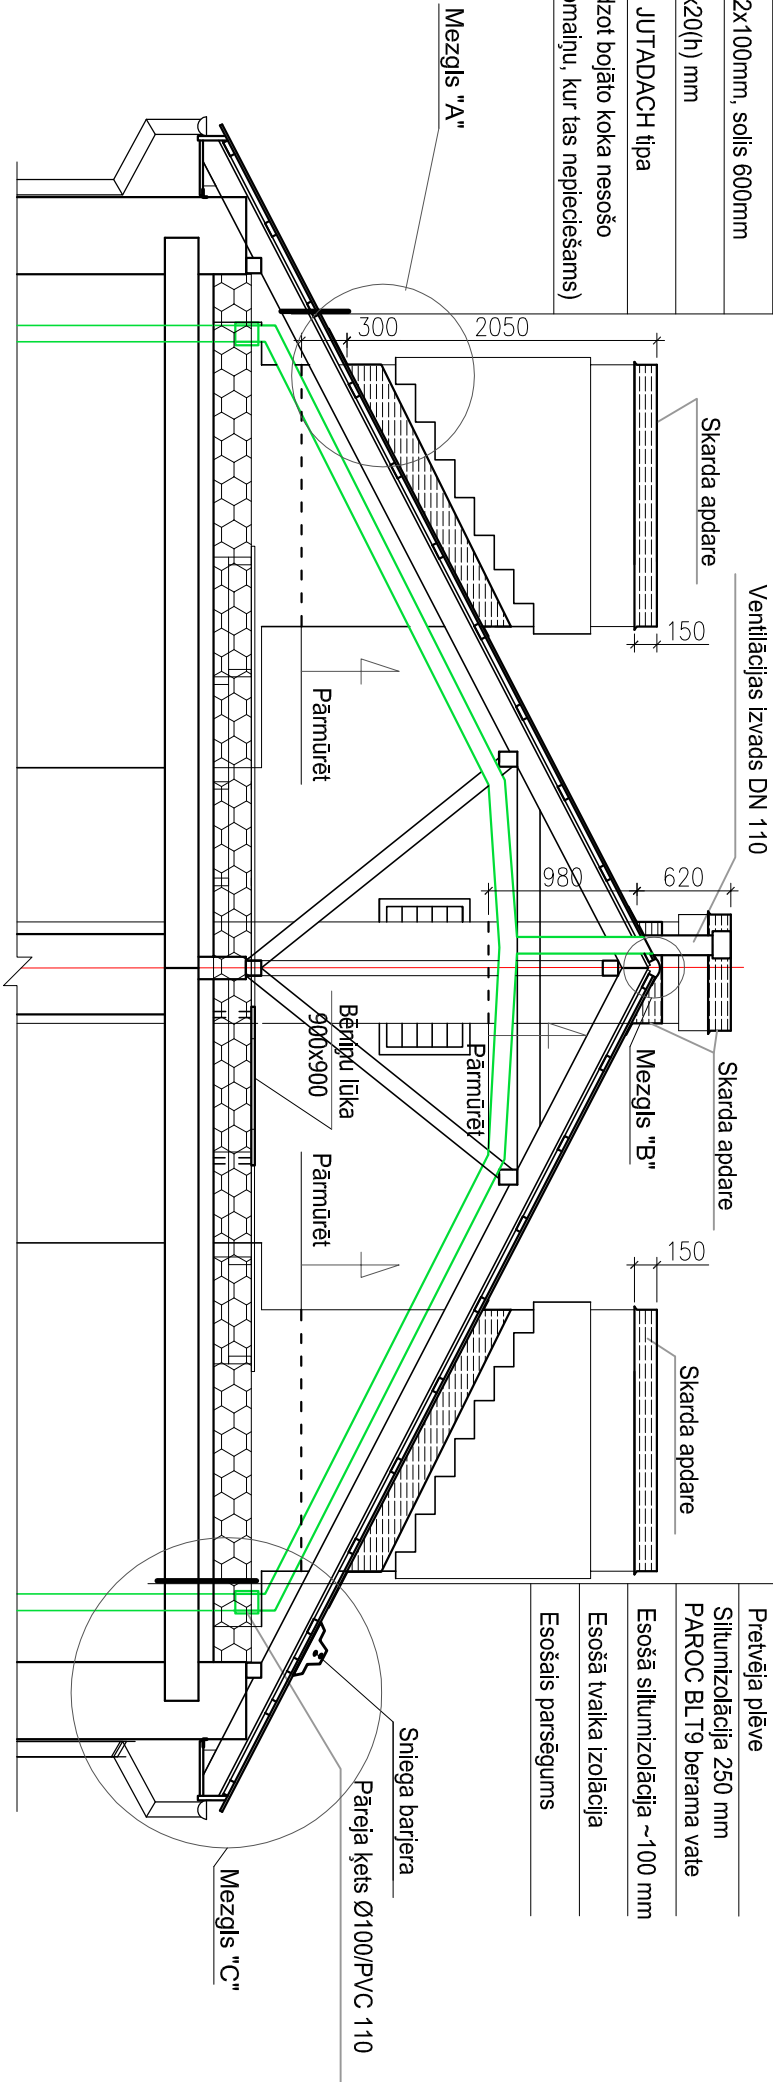 2x100mm, solis 600mm
x20(h) mm
JUTADACH tipa
dzot bojāto koka nesošo
omaiņu, kur tas nepieciešams)
Mezgls "A"
300
2050
Skarda apdare
150
Ventilācijas izvads DN 110
Pārmūrēt
980
620
Bēniņu lūka
900x900
Pārmūrēt
Mezgls "B"
Skarda apdare
Pārmūrēt
150
Skarda apdare
Pretvēja plēve
Siltumizolācija 250 mm
PAROC BLT9 berama vate
Esošā siltumizolācija ~100 mm
Esošā tvaika izolācija
Esošais parsēgums
Sniega barjera
Pāreja ķets Ø100/PVC 110
Mezgls "C"